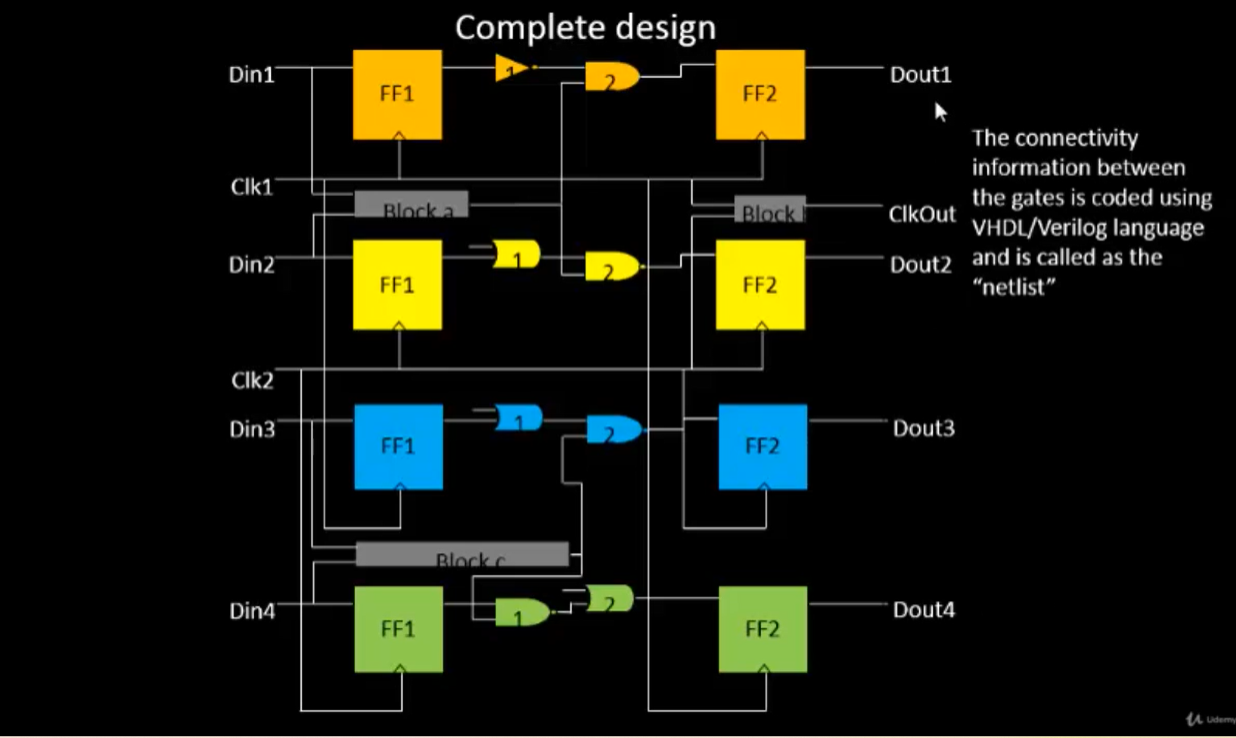 Complete design
Din1
FF1
1
2
FF2
Dout1
The connectivity
information between
the gates is coded using
VHDL/Verilog language
and is called as the
“netlist”
Clk1
Block a
Block
ClkOut
Din2
FF1
1
2
FF2
Dout2
Clk2
Din3
FF1
1
2
FF2
Dout3
Block c
Din4
FF1
1
2
FF2
Dout4
Udemy